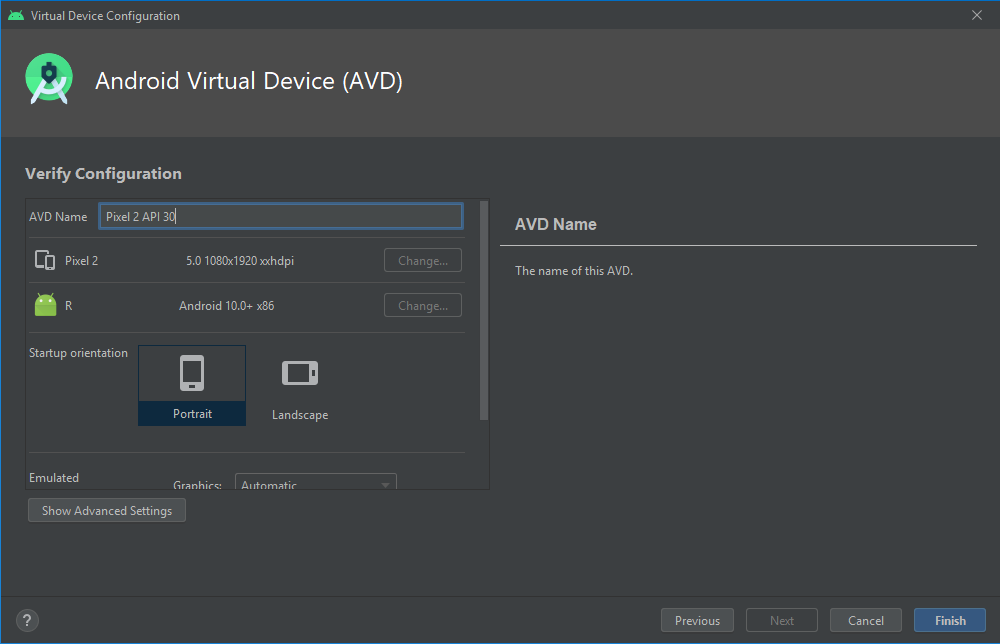 Virtual Device Configuration
Android Virtual Device (AVD)
Verify Configuration
AVD Name Pixel 2 API 30
Pixel 2 5.0 1080x1920 xxhdpi Change...
R Android 10.0+ x86 Change...
Startup orientation
Portrait Landscape
Emulated
Graphics: Automatic
Show Advanced Settings
AVD Name
The name of this AVD.
? Previous Next Cancel Finish